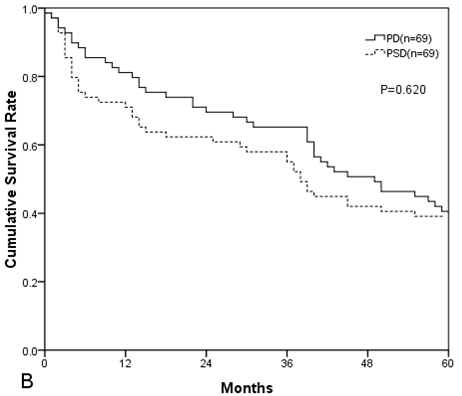 1.0
PD(n=69)
PSD(n=69)
P=0.620
0.8
0.6
0.4
0.2
0.0
Cumulative Survival Rate
0 12 24 36 48 60
Months
B